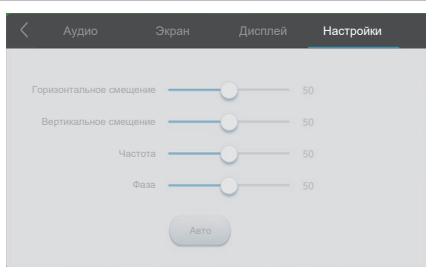 Аудио Экран Дисплей Настройки
Горизонтальное смещение 50
Вертикальное смещение 50
Частота 50
Фаза 50
Авто